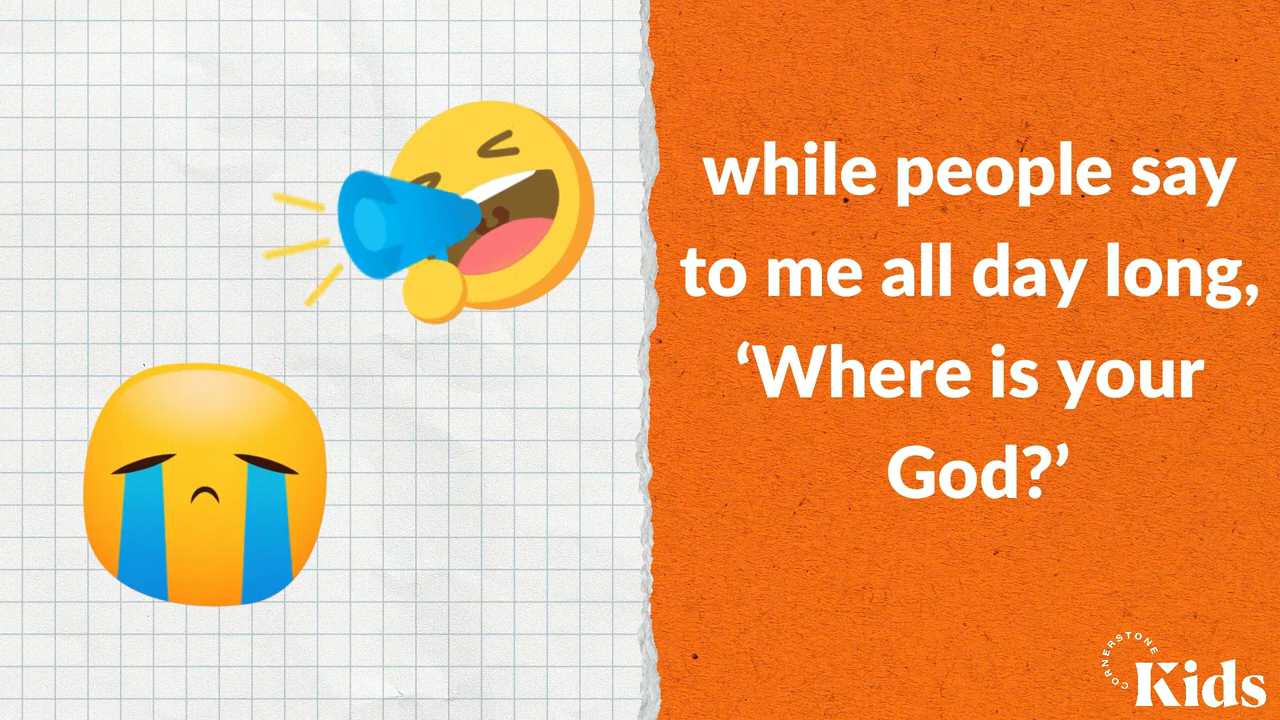 while people say
to me all day long,
‘Where is your
God?’
CORNERSTONE
Kids